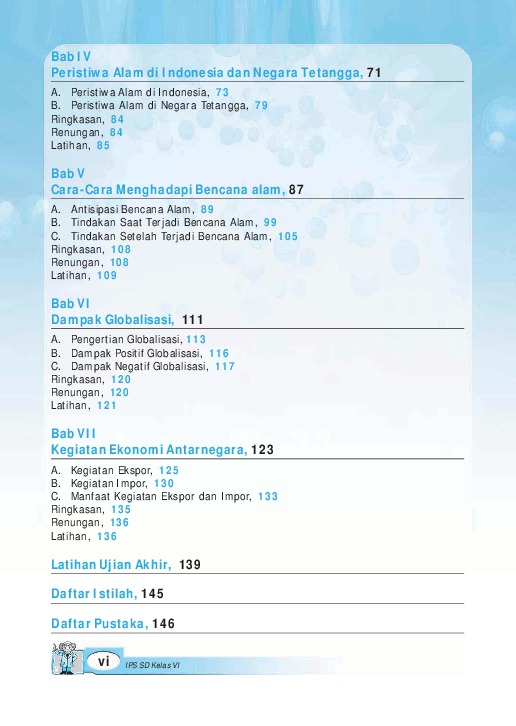 Bab IV
Peristiwa Alam di Indonesia dan Negara Tetangga, 71
A. Peristiwa Alam di Indonesia, 73
B. Peristiwa Alam di Negara Tetangga, 79
Ringkasan, 84
Renungan, 84
Latihan, 85
Bab V
Cara-Cara Menghadapi Bencana alam, 87
A. Antisipasi Bencana Alam, 89
B. Tindakan Saat Terjadi Bencana Alam, 99
C. Tindakan Setelah Terjadi Bencana Alam, 105
Ringkasan, 108
Renungan, 108
Latihan, 109
Bab VI
Dampak Globalisasi, 111
A. Pengertian Globalisasi, 113
B. Dampak Positif Globalisasi, 116
C. Dampak Negatif Globalisasi, 117
Ringkasan, 120
Renungan, 120
Latihan, 121
Bab VII
Kegiatan Ekonomi Antarnegara, 123
A. Kegiatan Ekspor, 125
B. Kegiatan Impor, 130
C. Manfaat Kegiatan Ekspor dan Impor, 133
Ringkasan, 135
Renungan, 136
Latihan, 136
Latihan Ujian Akhir, 139
Daftar Istilah, 145
Daftar Pustaka, 146
vi IPS SD Kelas VI